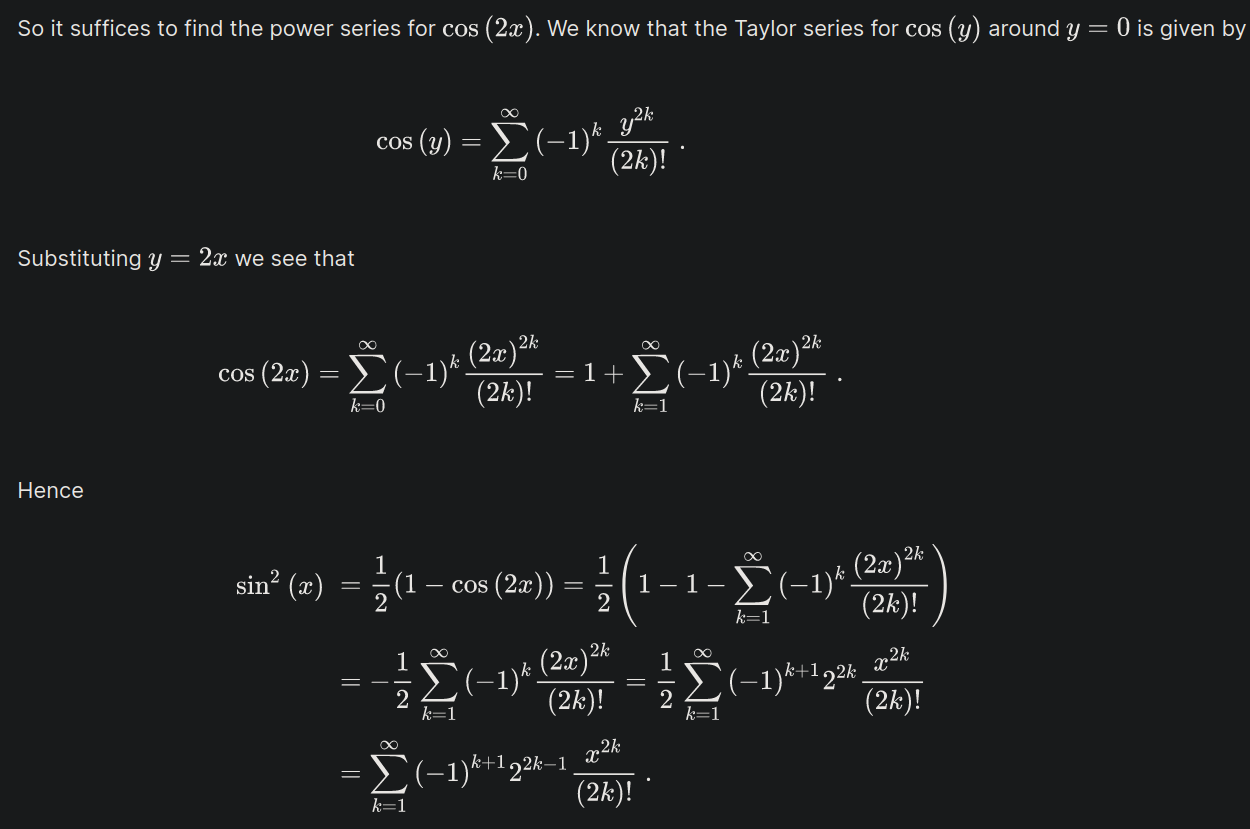 So it suffices to find the power series for cos (2x). We know that the Taylor series for cos (y) around y = 0 is given by
$\cos(y) = \sum_{k=0}^{\infty} (-1)^k \frac{y^{2k}}{(2k)!}\,.$
Substituting y = 2x we see that
$\cos(2x) = \sum_{k=0}^{\infty} (-1)^k \frac{(2x)^{2k}}{(2k)!} = 1 + \sum_{k=1}^{\infty} (-1)^k \frac{(2x)^{2k}}{(2k)!}\,.$
Hence
$\sin^2(x) = \frac{1}{2}(1 - \cos(2x)) = \frac{1}{2}\left(1 - 1 - \sum_{k=1}^{\infty} (-1)^k \frac{(2x)^{2k}}{(2k)!}\right)$
$= -\frac{1}{2}\sum_{k=1}^{\infty} (-1)^k \frac{(2x)^{2k}}{(2k)!} = \frac{1}{2}\sum_{k=1}^{\infty} (-1)^{k+1} 2^{2k} \frac{x^{2k}}{(2k)!}$
$= \sum_{k=1}^{\infty} (-1)^{k+1} 2^{2k-1} \frac{x^{2k}}{(2k)!}\,.$